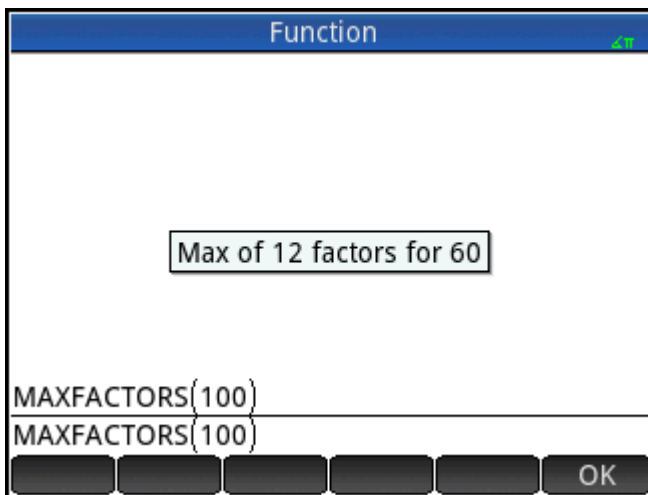 Function
∡π
Max of 12 factors for 60
MAXFACTORS(100)
MAXFACTORS(100)
OK